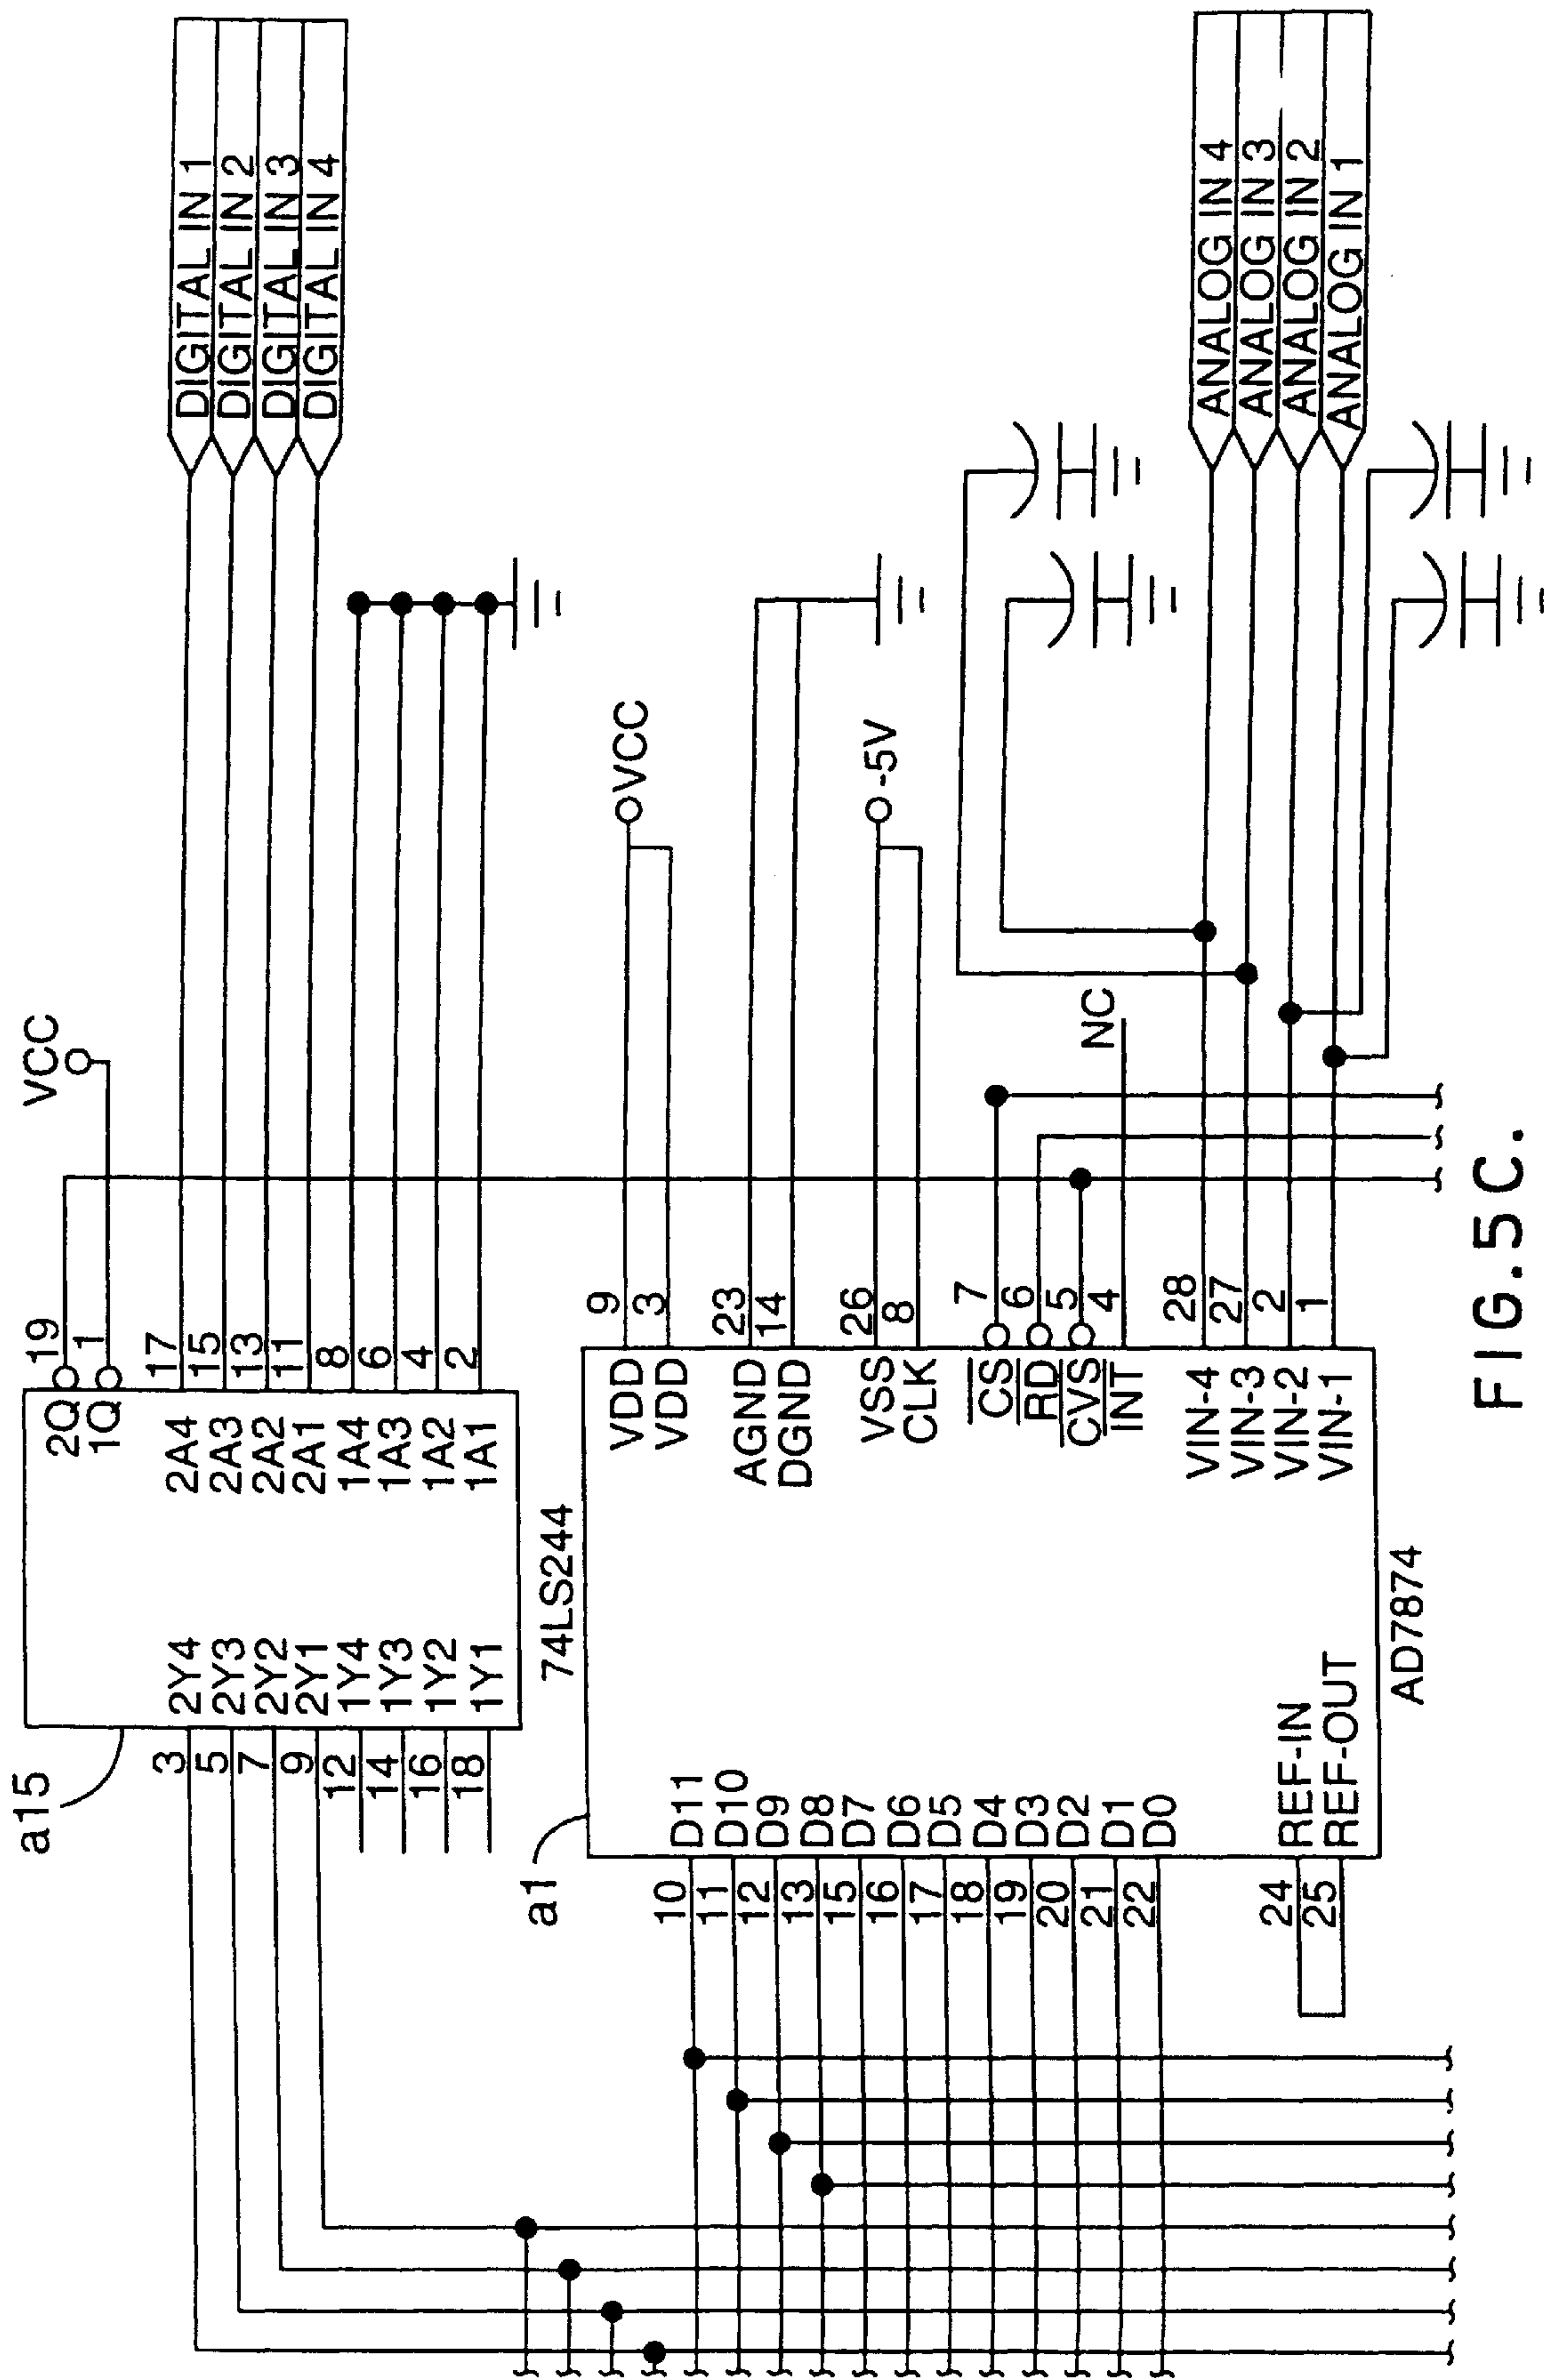 a15
2Y4
2Y3
2Y2
2Y1
1Y4
1Y3
1Y2
1Y1
3
5
7
9
12
14
16
18
2Q
1Q
2A4
2A3
2A2
2A1
1A4
1A3
1A2
1A1
19
1
17
15
13
11
8
6
4
2
VCC
DIGITAL IN 1
DIGITAL IN 2
DIGITAL IN 3
DIGITAL IN 4
74LS244
a1
D11
D10
D9
D8
D7
D6
D5
D4
D3
D2
D1
D0
REF-IN
REF-OUT
10
11
12
13
15
16
17
18
19
20
21
22
24
25
VDD
VDD
AGND
DGND
VSS
CLK
CS
RD
CVS
INT
VIN-4
VIN-3
VIN-2
VIN-1
9
3
23
14
26
8
7
6
5
4
28
27
2
1
VCC
-5V
NC
ANALOG IN 4
ANALOG IN 3
ANALOG IN 2
ANALOG IN 1
AD7874
FIG.5C.